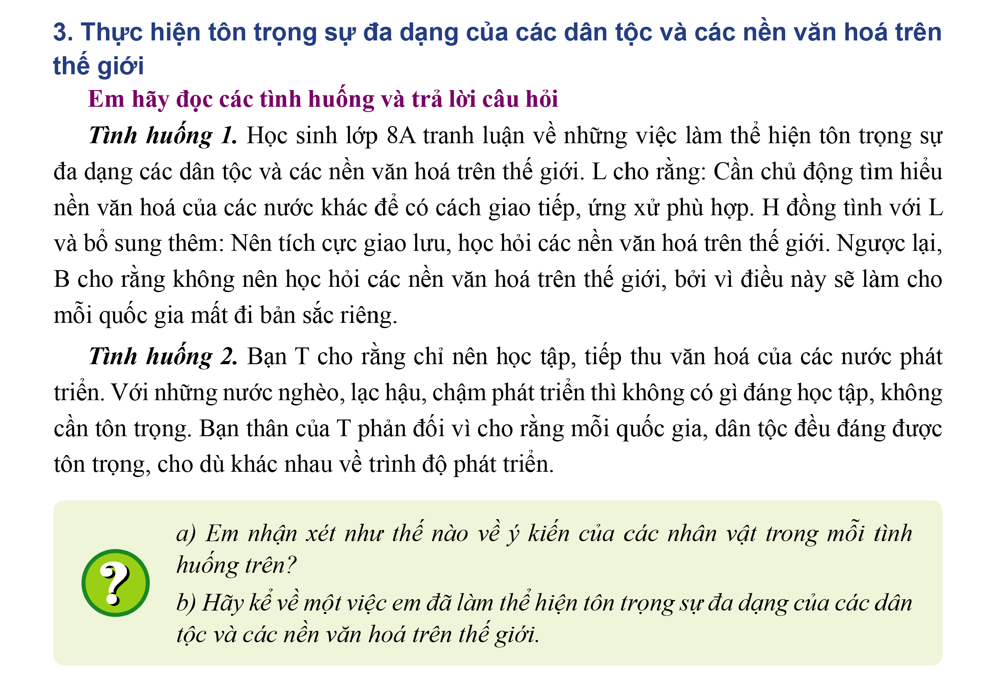 3. Thực hiện tôn trọng sự đa dạng của các dân tộc và các nền văn hoá trên
thế giới
Em hãy đọc các tình huống và trả lời câu hỏi
Tình huống 1. Học sinh lớp 8A tranh luận về những việc làm thể hiện tôn trọng sự
đa dạng các dân tộc và các nền văn hoá trên thế giới. L cho rằng: Cần chủ động tìm hiểu
nền văn hoá của các nước khác để có cách giao tiếp, ứng xử phù hợp. H đồng tình với L
và bổ sung thêm: Nên tích cực giao lưu, học hỏi các nền văn hoá trên thế giới. Ngược lại,
B cho rằng không nên học hỏi các nền văn hoá trên thế giới, bởi vì điều này sẽ làm cho
mỗi quốc gia mất đi bản sắc riêng.
Tình huống 2. Bạn T cho rằng chỉ nên học tập, tiếp thu văn hoá của các nước phát
triển. Với những nước nghèo, lạc hậu, chậm phát triển thì không có gì đáng học tập, không
cần tôn trọng. Bạn thân của T phản đối vì cho rằng mỗi quốc gia, dân tộc đều đáng được
tôn trọng, cho dù khác nhau về trình độ phát triển.
a) Em nhận xét như thế nào về ý kiến của các nhân vật trong mỗi tình
huống trên?
b) Hãy kể về một việc em đã làm thể hiện tôn trọng sự đa dạng của các dân
tộc và các nền văn hoá trên thế giới.
?